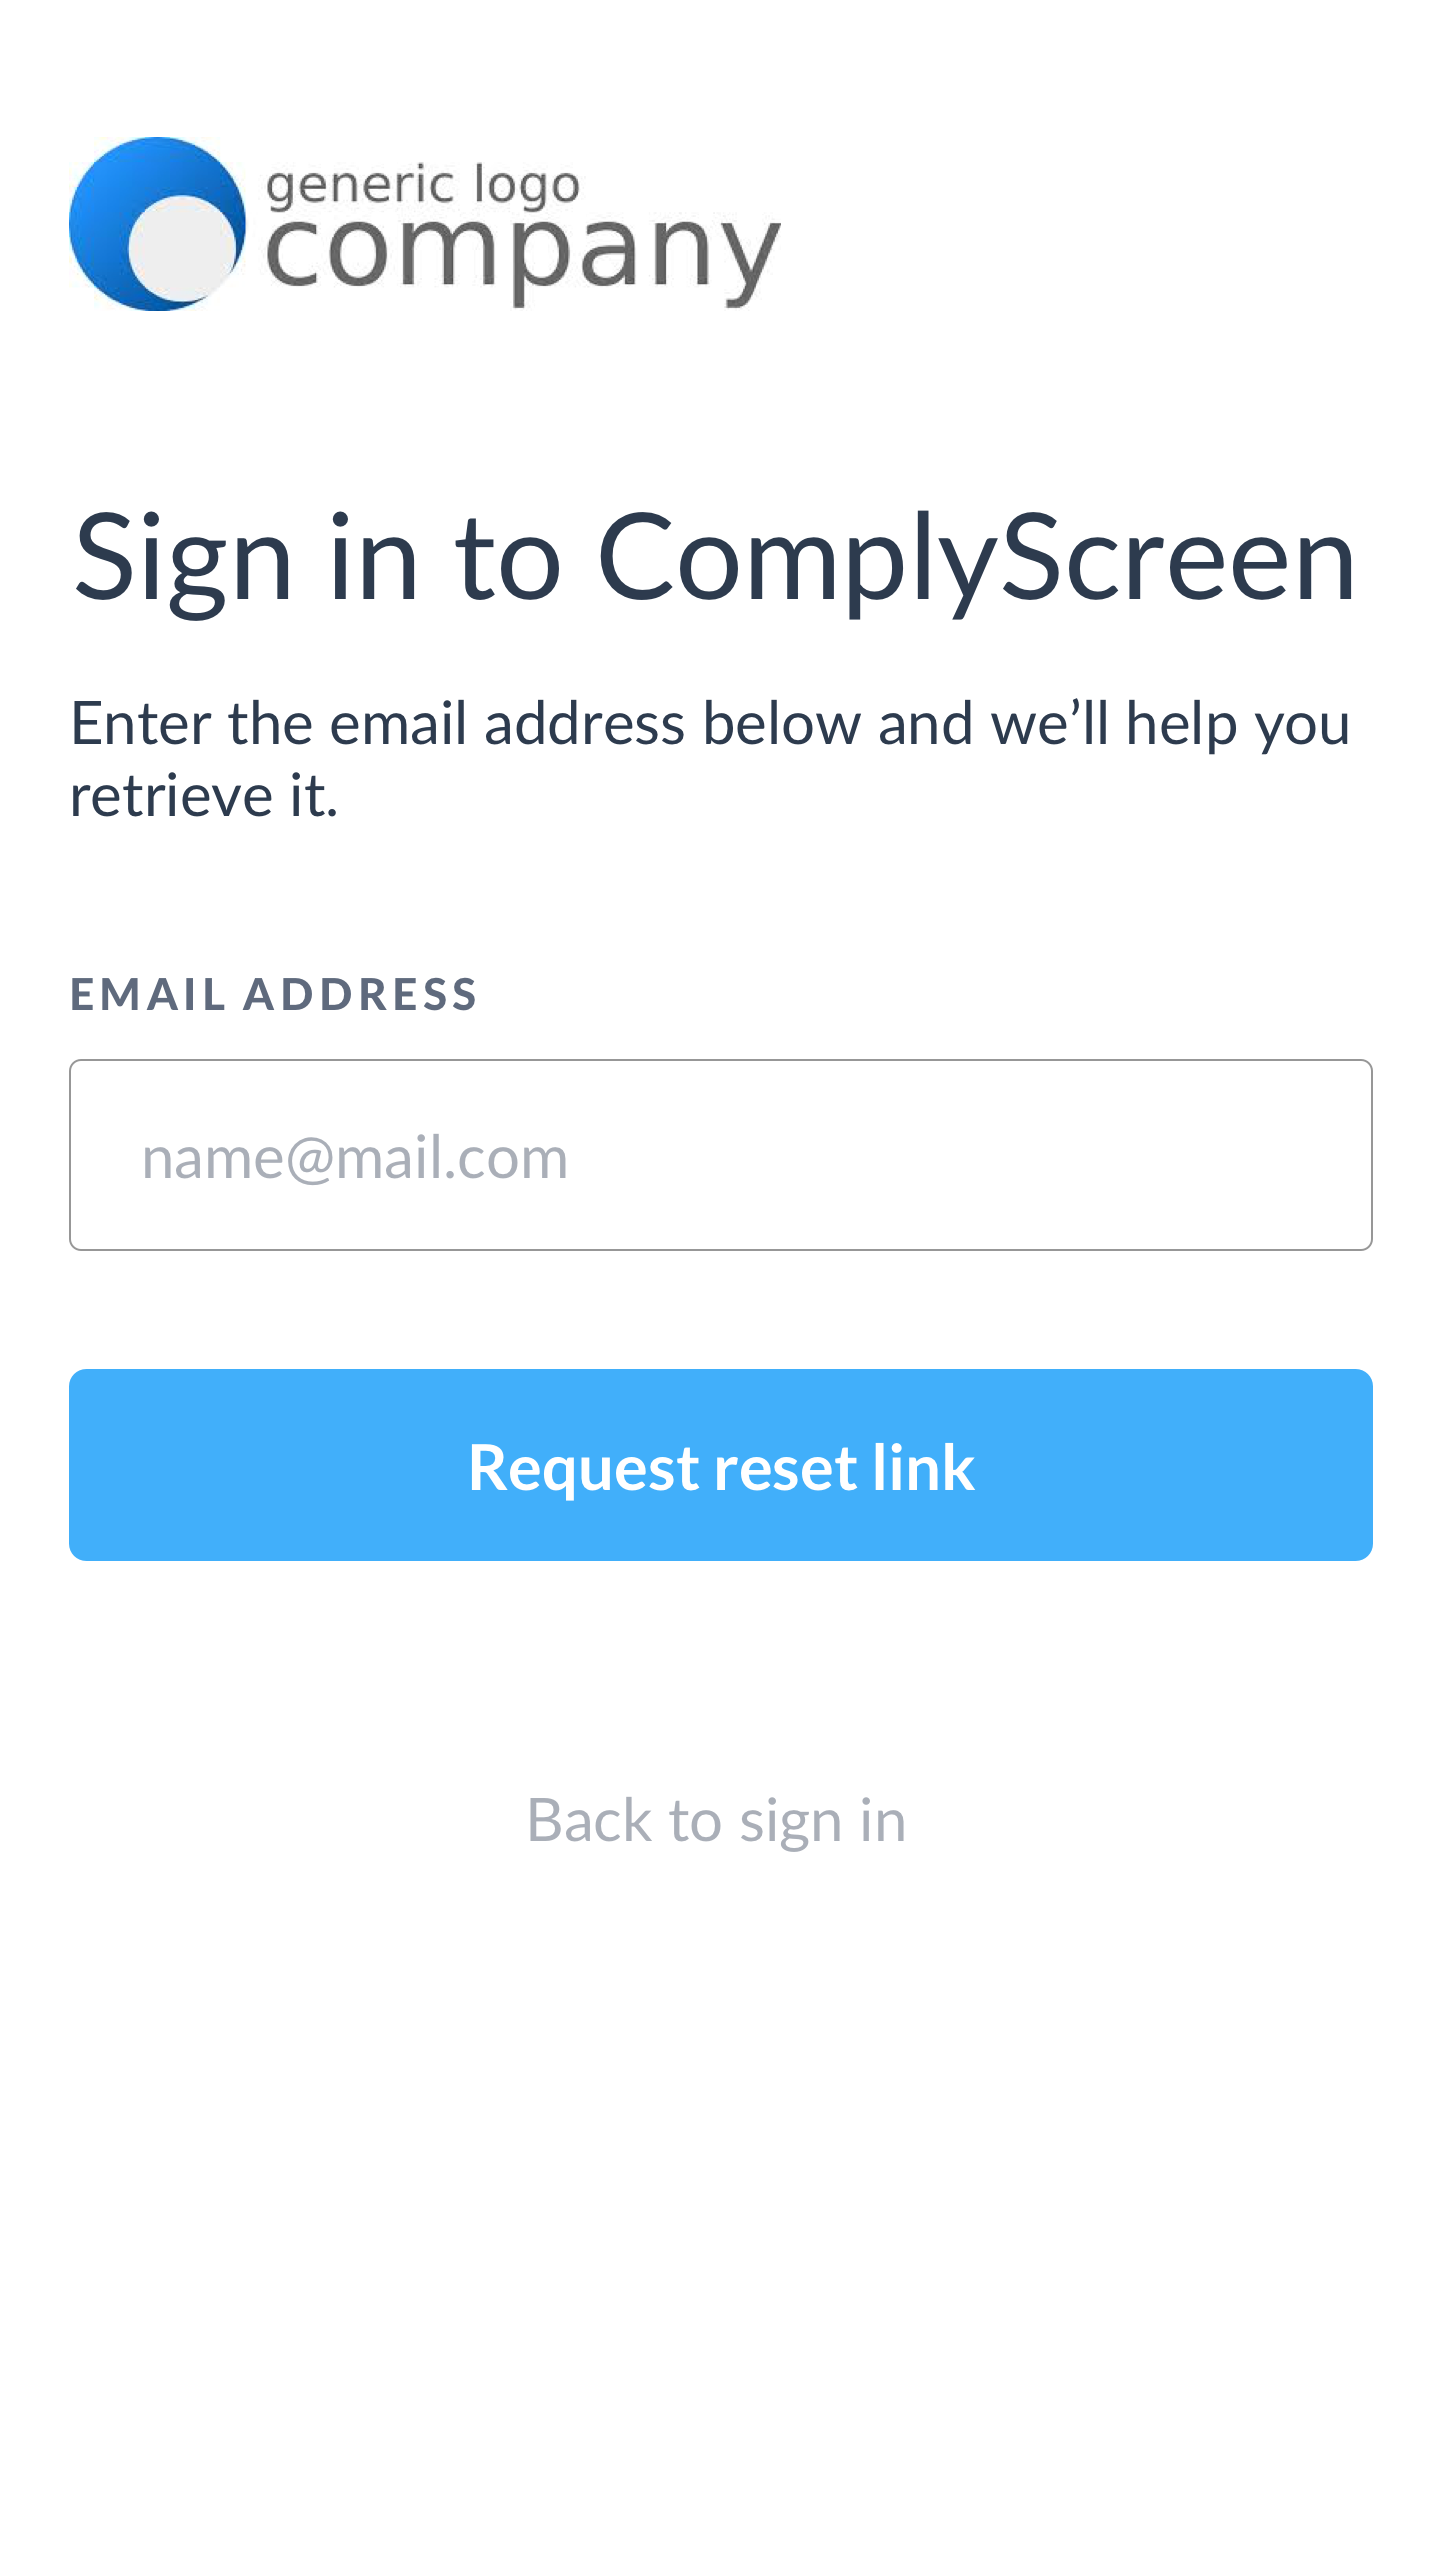 generic logo
company
Sign in to ComplyScreen
Enter the email address below and we’ll help you
retrieve it.
EMAIL ADDRESS
name@mail.com
Request reset link
Back to sign in